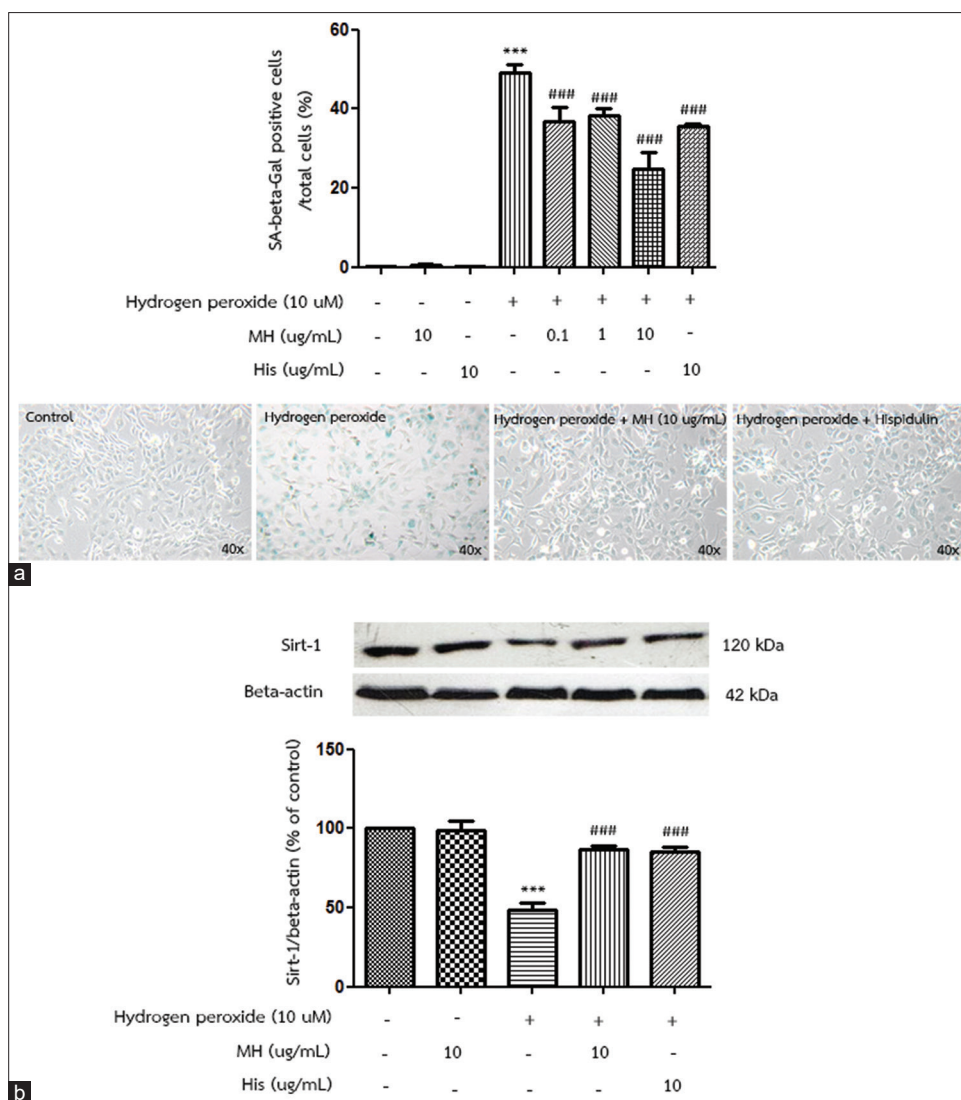 60
40
20
0
SA-beta-Gal positive cells
/total cells (%)
***
###
###
###
###
Hydrogen peroxide (10 uM) - - - + + + + +
MH (ug/mL) - 10 - - 0.1 1 10 -
His (ug/mL) - - 10 - - - - 10
Control
40x
Hydrogen peroxide
40x
Hydrogen peroxide + MH (10 ug/mL)
40x
Hydrogen peroxide + Hispidulin
40x
a
Sirt-1 120 kDa
Beta-actin 42 kDa
150
100
50
0
Sirt-1/beta-actin (% of control)
***
###
###
Hydrogen peroxide (10 uM) - - + + +
MH (ug/mL) - 10 - 10 -
His (ug/mL) - - - - 10
b